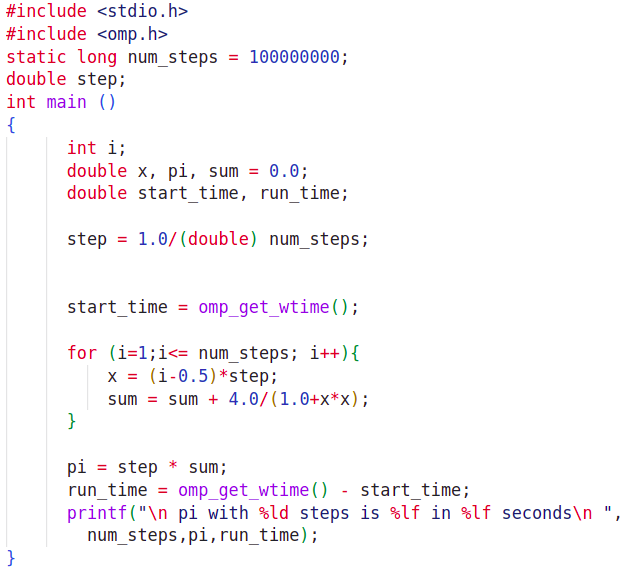 #include <stdio.h>
#include <omp.h>
static long num_steps = 100000000;
double step;
int main ()
{
int i;
double x, pi, sum = 0.0;
double start_time, run_time;
step = 1.0/(double) num_steps;
start_time = omp_get_wtime();
for (i=1;i<= num_steps; i++){
x = (i-0.5)*step;
sum = sum + 4.0/(1.0+x*x);
}
pi = step * sum;
run_time = omp_get_wtime() - start_time;
printf("\n pi with %ld steps is %lf in %lf seconds\n ",
num_steps,pi,run_time);
}